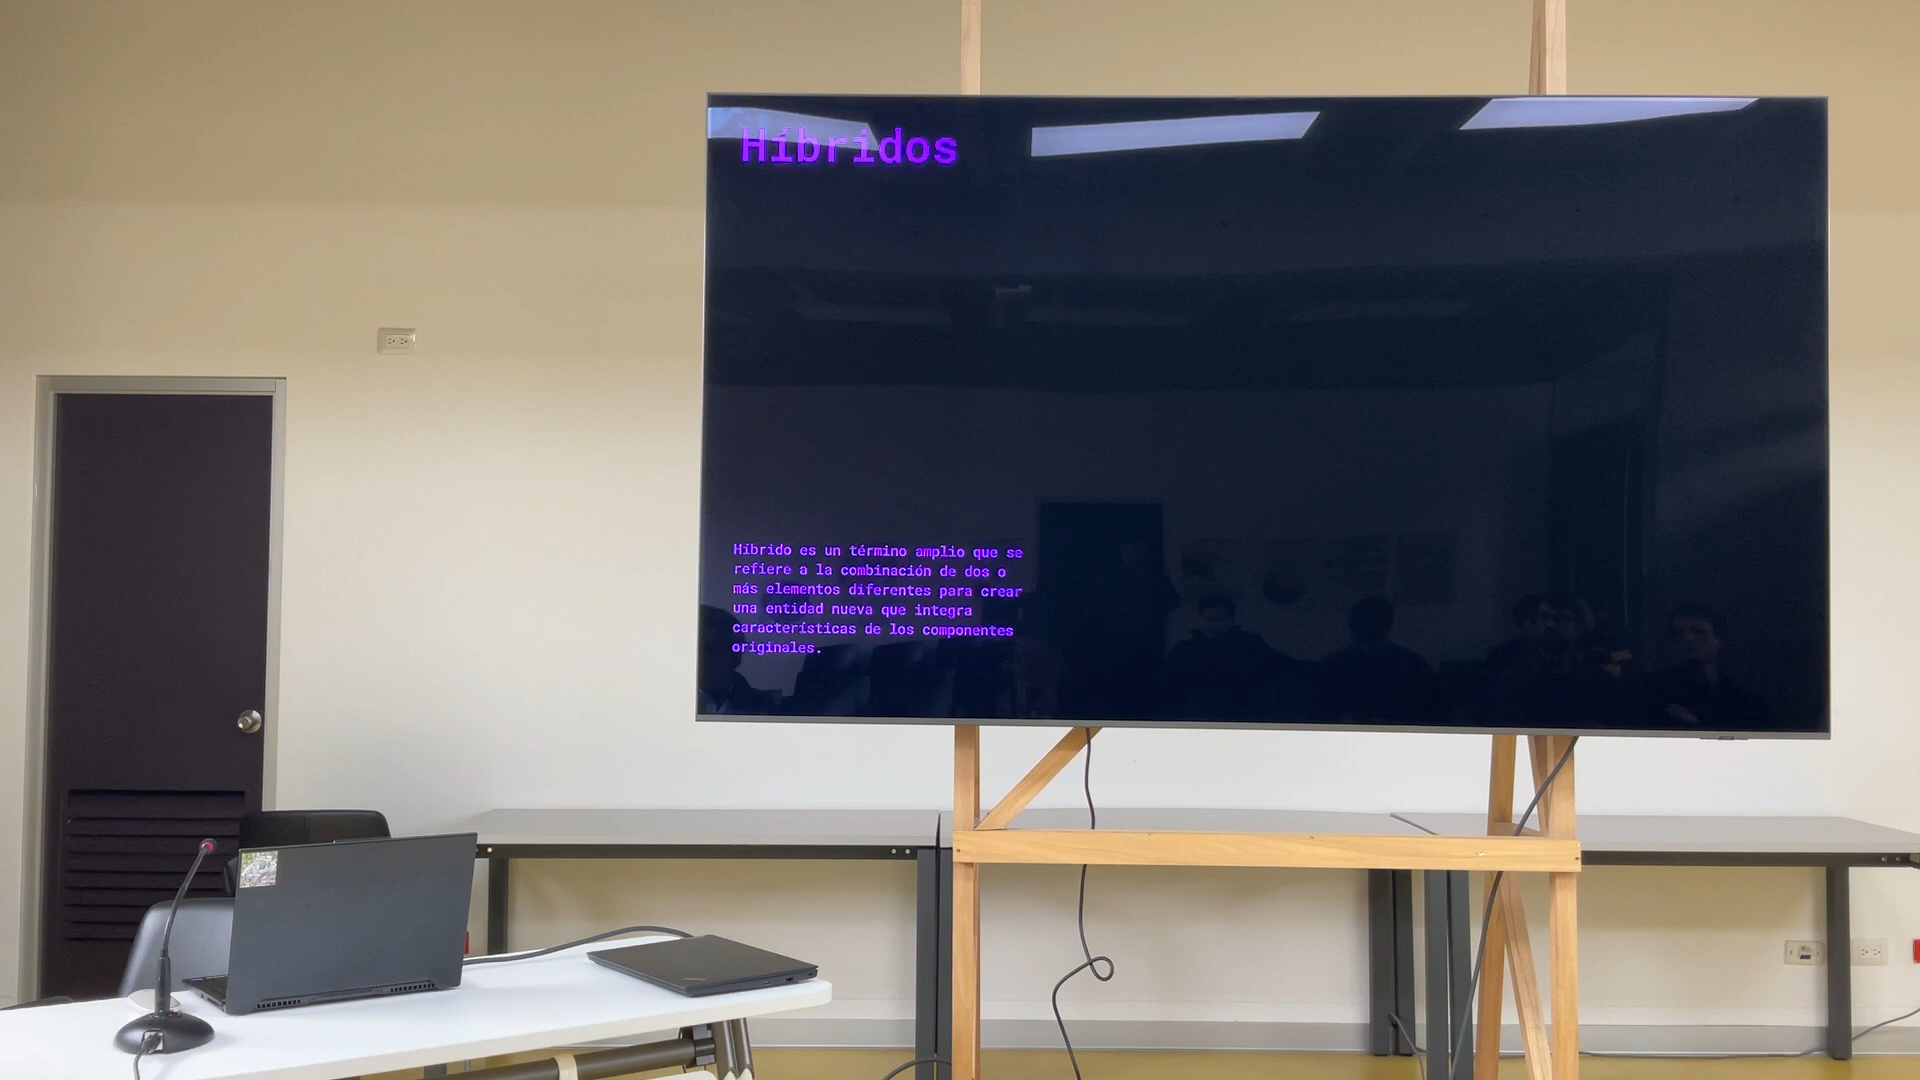 Híbridos
Híbrido es un término amplio que se
refiere a la combinación de dos o
más elementos diferentes para crear
una entidad nueva que integra
características de los componentes
originales.